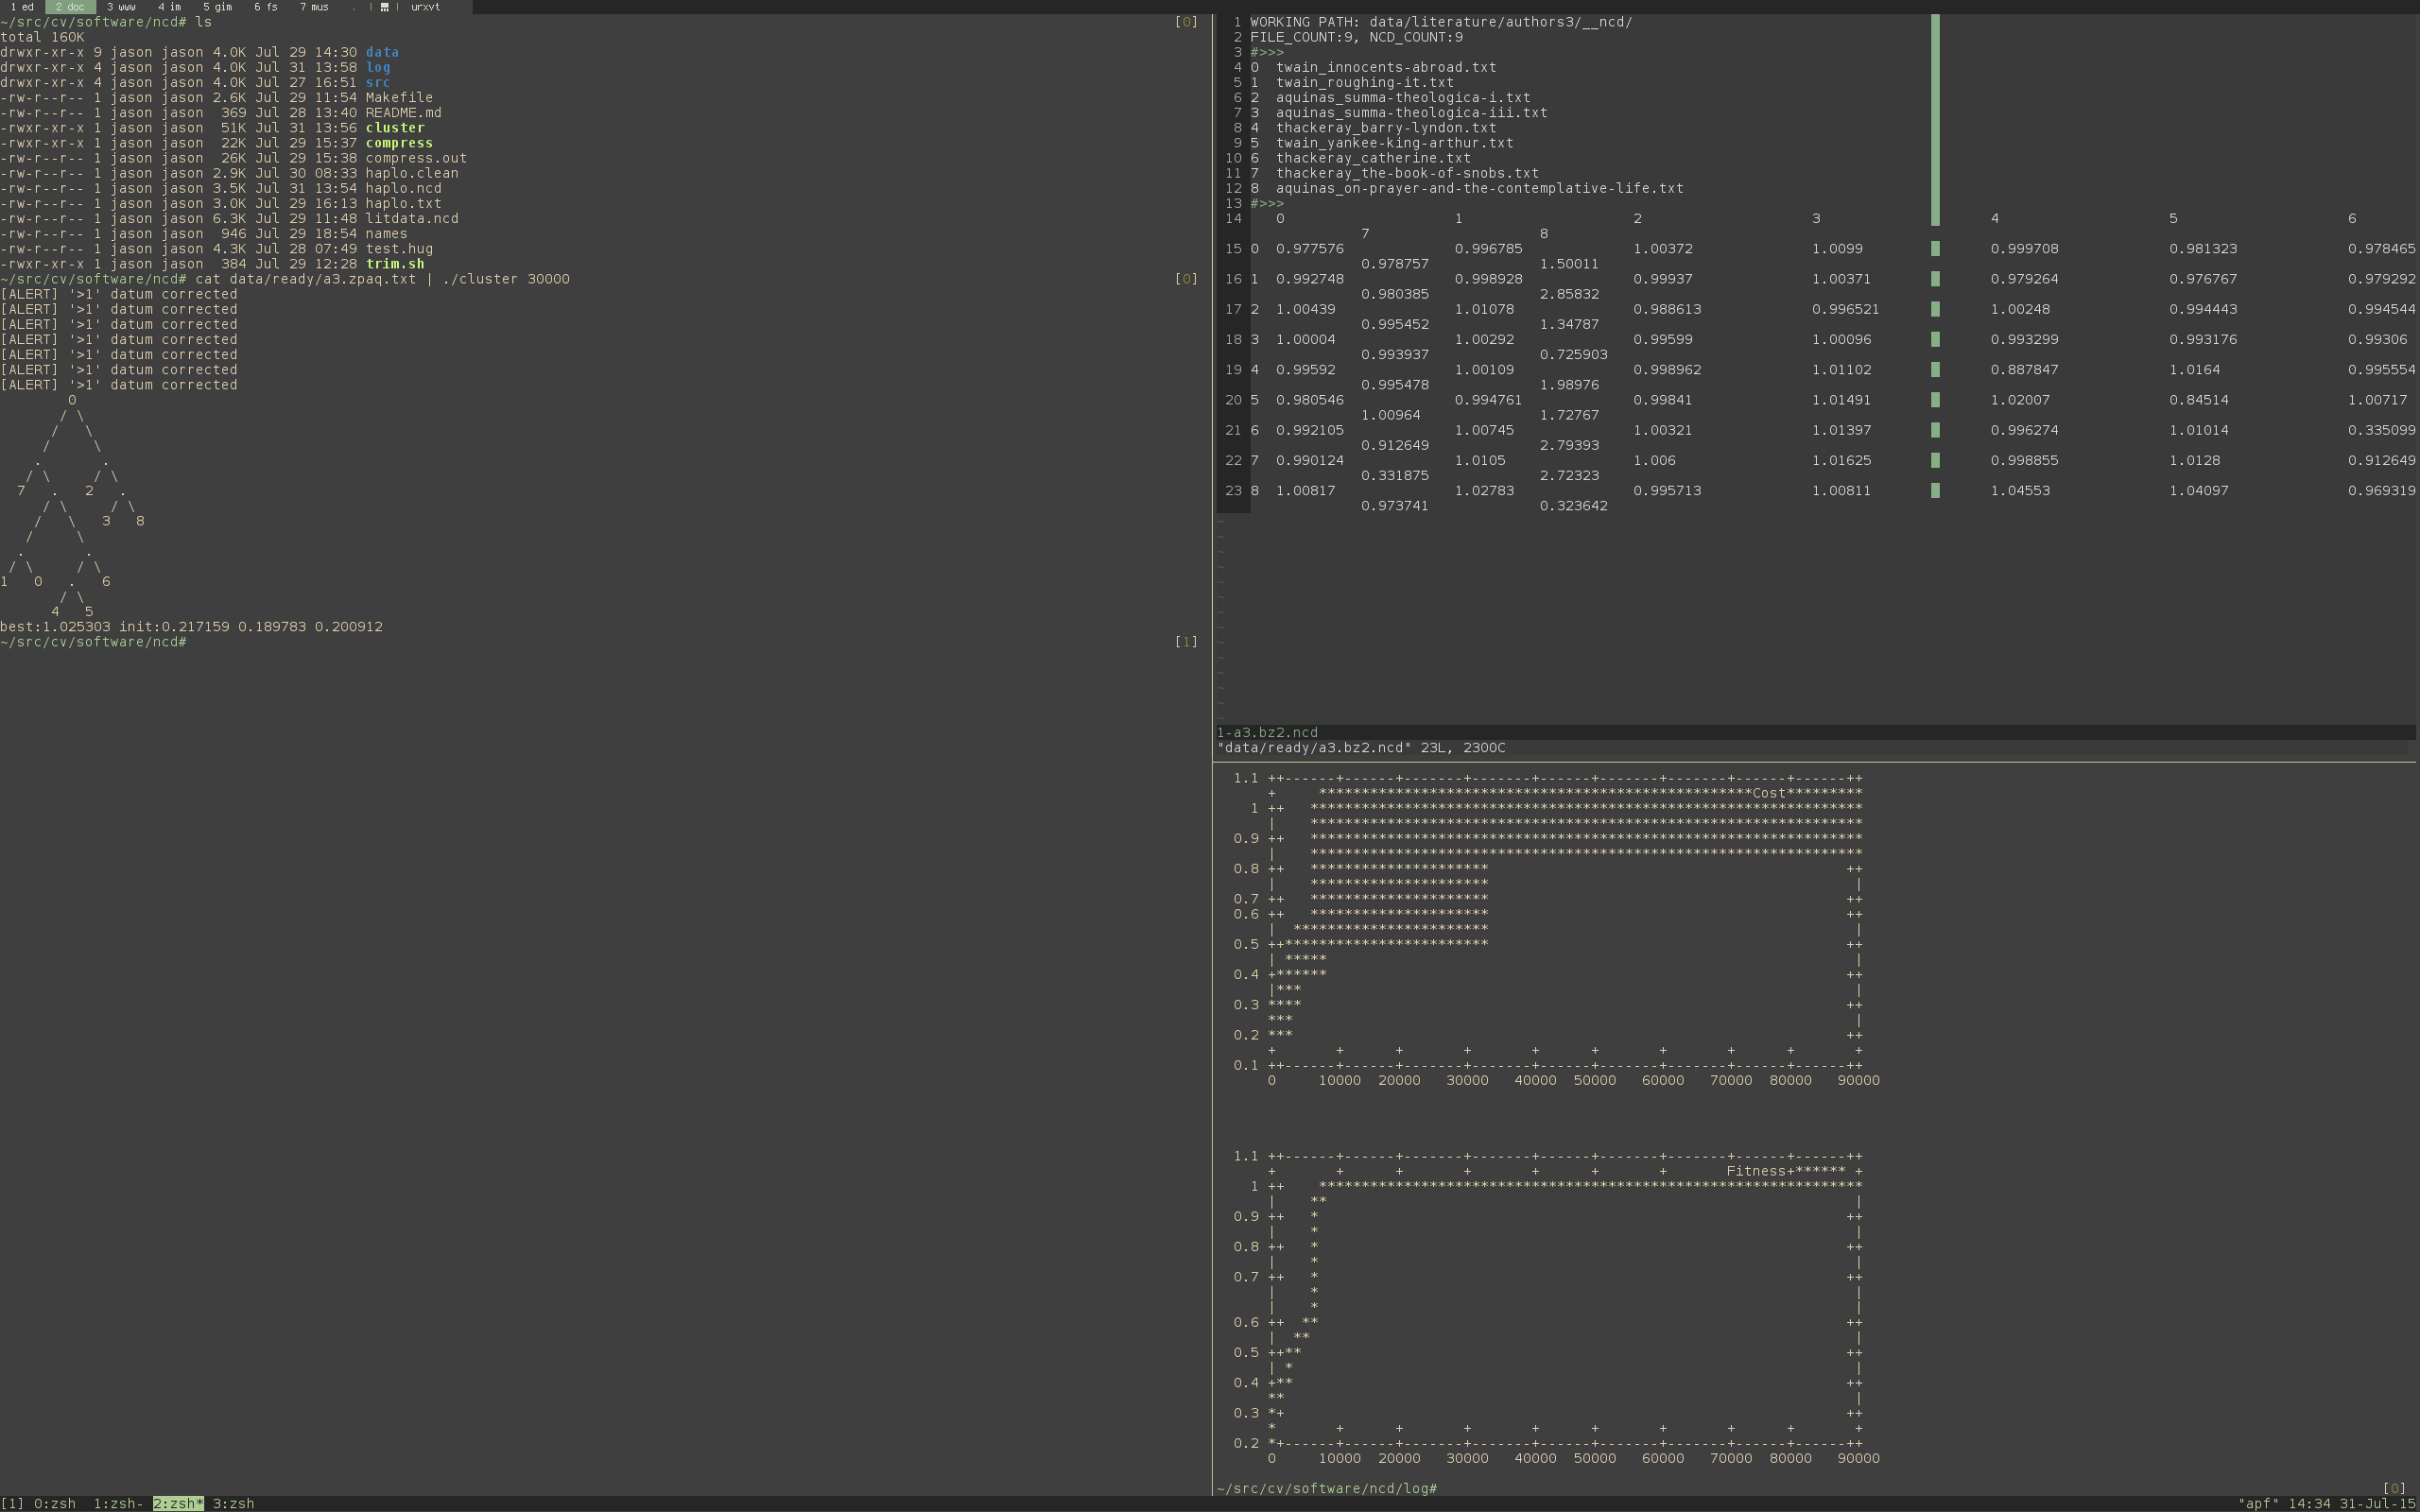 1 ed 2 doc 3 www 4 im 5 gim 6 fs 7 mus . | | urxvt
~/src/cv/software/ncd# ls [0]
total 160K
drwxr-xr-x 9 jason jason 4.0K Jul 29 14:30 data
drwxr-xr-x 4 jason jason 4.0K Jul 31 13:58 log
drwxr-xr-x 4 jason jason 4.0K Jul 27 16:51 src
-rw-r--r-- 1 jason jason 2.6K Jul 29 11:54 Makefile
-rw-r--r-- 1 jason jason 369 Jul 28 13:40 README.md
-rwxr-xr-x 1 jason jason 51K Jul 31 13:56 cluster
-rwxr-xr-x 1 jason jason 22K Jul 29 15:37 compress
-rw-r--r-- 1 jason jason 26K Jul 29 15:38 compress.out
-rw-r--r-- 1 jason jason 2.9K Jul 30 08:33 haplo.clean
-rw-r--r-- 1 jason jason 3.5K Jul 31 13:54 haplo.ncd
-rw-r--r-- 1 jason jason 3.0K Jul 29 16:13 haplo.txt
-rw-r--r-- 1 jason jason 6.3K Jul 29 11:48 litdata.ncd
-rw-r--r-- 1 jason jason 946 Jul 29 18:54 names
-rw-r--r-- 1 jason jason 4.3K Jul 28 07:49 test.hug
-rwxr-xr-x 1 jason jason 384 Jul 29 12:28 trim.sh
~/src/cv/software/ncd# cat data/ready/a3.zpaq.txt | ./cluster 30000 [0]
[ALERT] '>1' datum corrected
[ALERT] '>1' datum corrected
[ALERT] '>1' datum corrected
[ALERT] '>1' datum corrected
[ALERT] '>1' datum corrected
[ALERT] '>1' datum corrected
[ALERT] '>1' datum corrected
0
/ \
/ \
/ \
. .
/ \ / \
7 . 2 .
/ \ / \
/ \ 3 8
/ \
. .
/ \ / \
1 0 . 6
/ \
4 5
best:1.025303 init:0.217159 0.189783 0.200912
~/src/cv/software/ncd# [1]
1 WORKING PATH: data/literature/authors3/__ncd/
2 FILE_COUNT:9, NCD_COUNT:9
3 #>>>
4 0 twain_innocents-abroad.txt
5 1 twain_roughing-it.txt
6 2 aquinas_summa-theologica-i.txt
7 3 aquinas_summa-theologica-iii.txt
8 4 thackeray_barry-lyndon.txt
9 5 twain_yankee-king-arthur.txt
10 6 thackeray_catherine.txt
11 7 thackeray_the-book-of-snobs.txt
12 8 aquinas_on-prayer-and-the-contemplative-life.txt
13 #>>>
14 0 1 2 3 4 5 6
7 8
15 0 0.977576 0.996785 1.00372 1.0099 0.999708 0.981323 0.978465
0.978757 1.50011
16 1 0.992748 0.998928 0.99937 1.00371 0.979264 0.976767 0.979292
0.980385 2.85832
17 2 1.00439 1.01078 0.988613 0.996521 1.00248 0.994443 0.994544
0.995452 1.34787
18 3 1.00004 1.00292 0.99599 1.00096 0.993299 0.993176 0.99306
0.993937 0.725903
19 4 0.99592 1.00109 0.998962 1.01102 0.887847 1.0164 0.995554
0.995478 1.98976
20 5 0.980546 0.994761 0.99841 1.01491 1.02007 0.84514 1.00717
1.00964 1.72767
21 6 0.992105 1.00745 1.00321 1.01397 0.996274 1.01014 0.335099
0.912649 2.79393
22 7 0.990124 1.0105 1.006 1.01625 0.998855 1.0128 0.912649
0.331875 2.72323
23 8 1.00817 1.02783 0.995713 1.00811 1.04553 1.04097 0.969319
0.973741 0.323642
1-a3.bz2.ncd
"data/ready/a3.bz2.ncd" 23L, 2300C
1.1
Cost
1
0.9
0.8
0.7
0.6
0.5
0.4
0.3
0.2
0.1
0 10000 20000 30000 40000 50000 60000 70000 80000 90000
1.1
Fitness
1
0.9
0.8
0.7
0.6
0.5
0.4
0.3
0.2
0 10000 20000 30000 40000 50000 60000 70000 80000 90000
~/src/cv/software/ncd/log# [0]
[1] 0:zsh 1:zsh- 2:zsh* 3:zsh "apf" 14:34 31-Jul-15